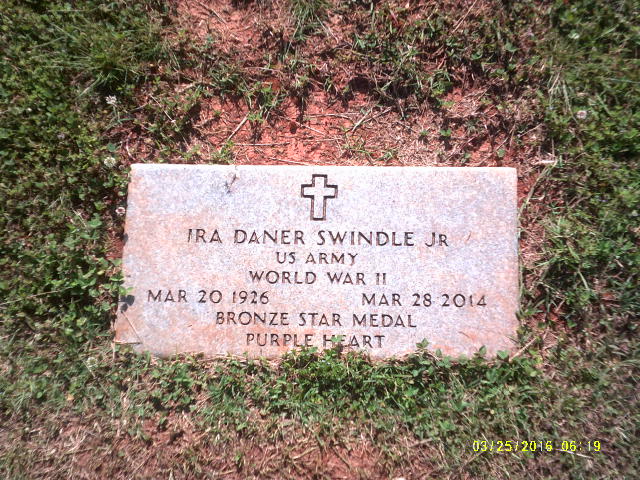 IRA DANER SWINDLE JR
US ARMY
WORLD WAR II
MAR 20 1926 MAR 28 2014
BRONZE STAR MEDAL
PURPLE HEART
03/25/2016 06:19